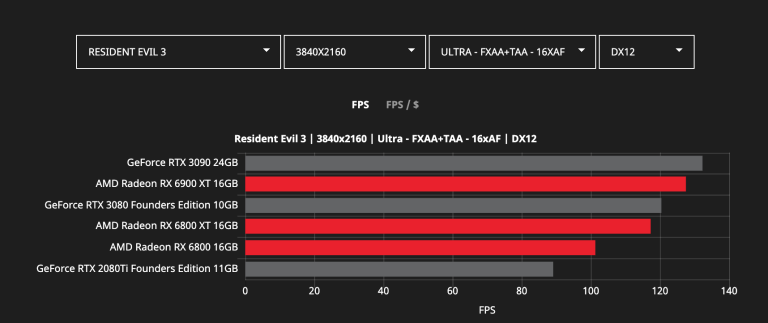 RESIDENT EVIL 3
3840X2160
ULTRA - FXAA+TAA - 16XAF
DX12
FPS
FPS / $
Resident Evil 3 | 3840x2160 | Ultra - FXAA+TAA - 16xAF | DX12
GeForce RTX 3090 24GB
AMD Radeon RX 6900 XT 16GB
GeForce RTX 3080 Founders Edition 10GB
AMD Radeon RX 6800 XT 16GB
AMD Radeon RX 6800 16GB
GeForce RTX 2080Ti Founders Edition 11GB
0 20 40 60 80 100 120 140
FPS